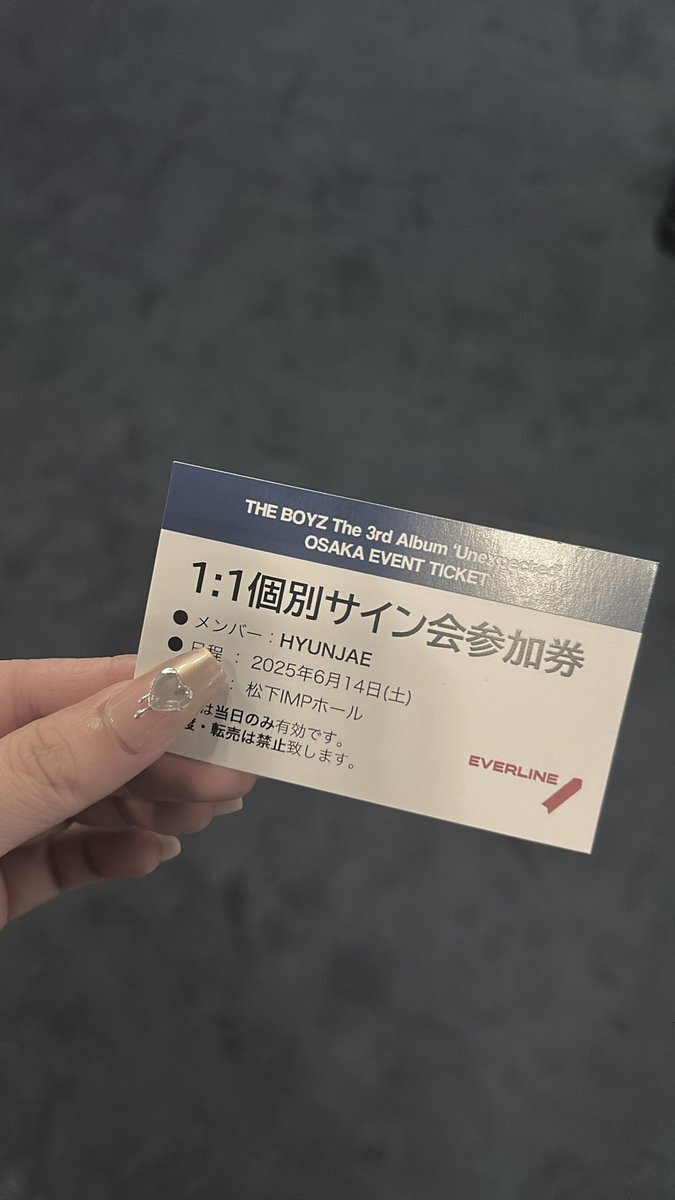 THE BOYZ The 3rd Album 'Unexpected'
OSAKA EVENT TICKET
1:1個別サイン会参加券
● メンバー：HYUNJAE
● 日程 ： 2025年6月14日(土)
： 松下IMPホール
は当日のみ有効です。
・転売は禁止致します。
EVERLINE